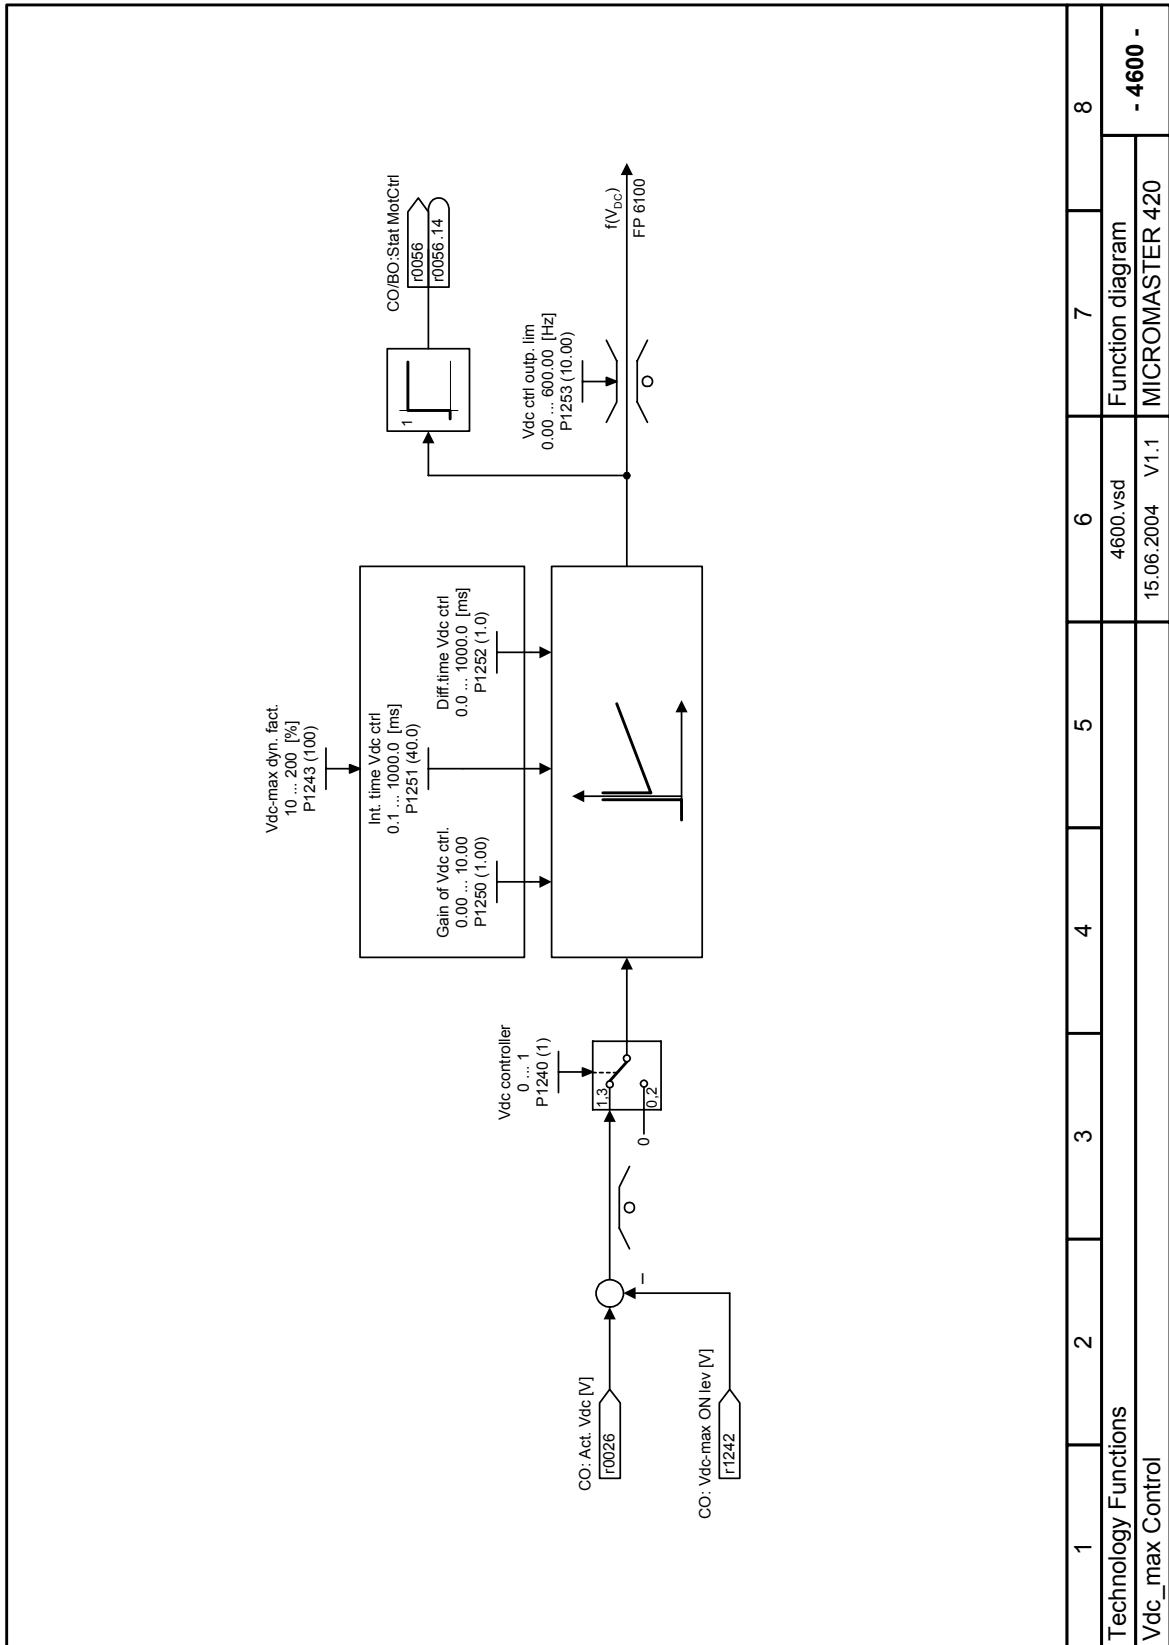 Vdc-max dyn. fact.
10 ... 200 [%]
P1243 (100)
Int. time Vdc ctrl
0.1 ... 1000.0 [ms]
P1251 (40.0)
Gain of Vdc ctrl.
0.00 ... 10.00
P1250 (1.00)
Diff.time Vdc ctrl
0.0 ... 1000.0 [ms]
P1252 (1.0)
CO/BO:Stat MotCtrl
r0056
r0056.14
1
Vdc controller
0 ... 1
P1240 (1)
Vdc ctrl outp. lim
0.00 ... 600.00 [Hz]
P1253 (10.00)
CO: Act. Vdc [V]
r0026
1,3
0,2
0
f(VDC)
FP 6100
–
CO: Vdc-max ON lev [V]
r1242
1 2 3 4 5 6 7 8
Technology Functions
4600.vsd
Function diagram
- 4600 -
Vdc_max Control
15.06.2004 V1.1
MICROMASTER 420